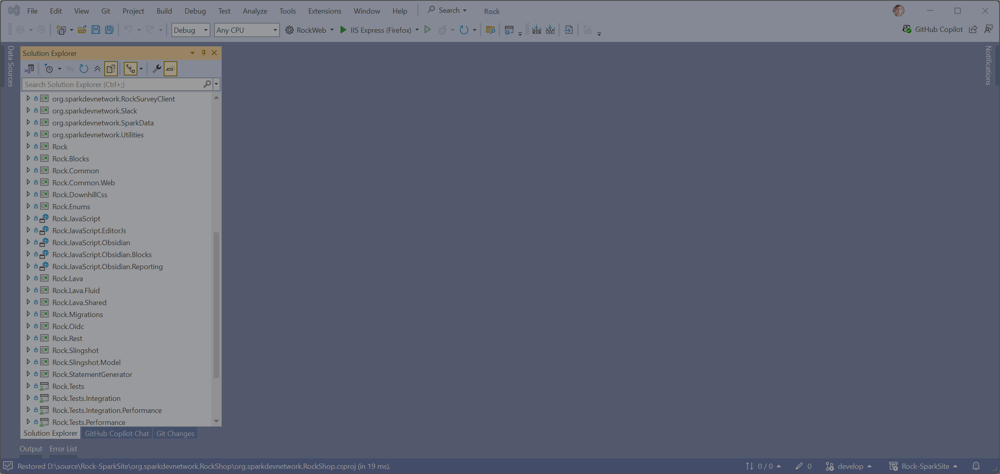 File Edit View Git Project Build Debug Test Analyze Tools Extensions Window Help Search Rock
Debug Any CPU RockWeb IIS Express (Firefox) GitHub Copilot
Data Sources
Notifications
Solution Explorer
Search Solution Explorer (Ctrl+;)
C# org.sparkdevnetwork.RockSurveyClient
C# org.sparkdevnetwork.Slack
C# org.sparkdevnetwork.SparkData
C# org.sparkdevnetwork.Utilities
C# Rock
C# Rock.Blocks
C# Rock.Common
C# Rock.Common.Web
C# Rock.DownhillCss
C# Rock.Enums
Rock.JavaScript
Rock.JavaScript.EditorJs
Rock.JavaScript.Obsidian
Rock.JavaScript.Obsidian.Blocks
Rock.JavaScript.Obsidian.Reporting
C# Rock.Lava
C# Rock.Lava.Fluid
C# Rock.Lava.Shared
C# Rock.Migrations
C# Rock.Oidc
C# Rock.Rest
C# Rock.Slingshot
C# Rock.Slingshot.Model
C# Rock.StatementGenerator
Rock.Tests
Rock.Tests.Integration
Rock.Tests.Integration.Performance
Rock.Tests.Performance
Solution Explorer GitHub Copilot Chat Git Changes
Output Error List
Restored D:\source\Rock-SparkSite\org.sparkdevnetwork.RockShop\org.sparkdevnetwork.RockShop.csproj (in 19 ms). 0 / 0 0 develop Rock-SparkSite